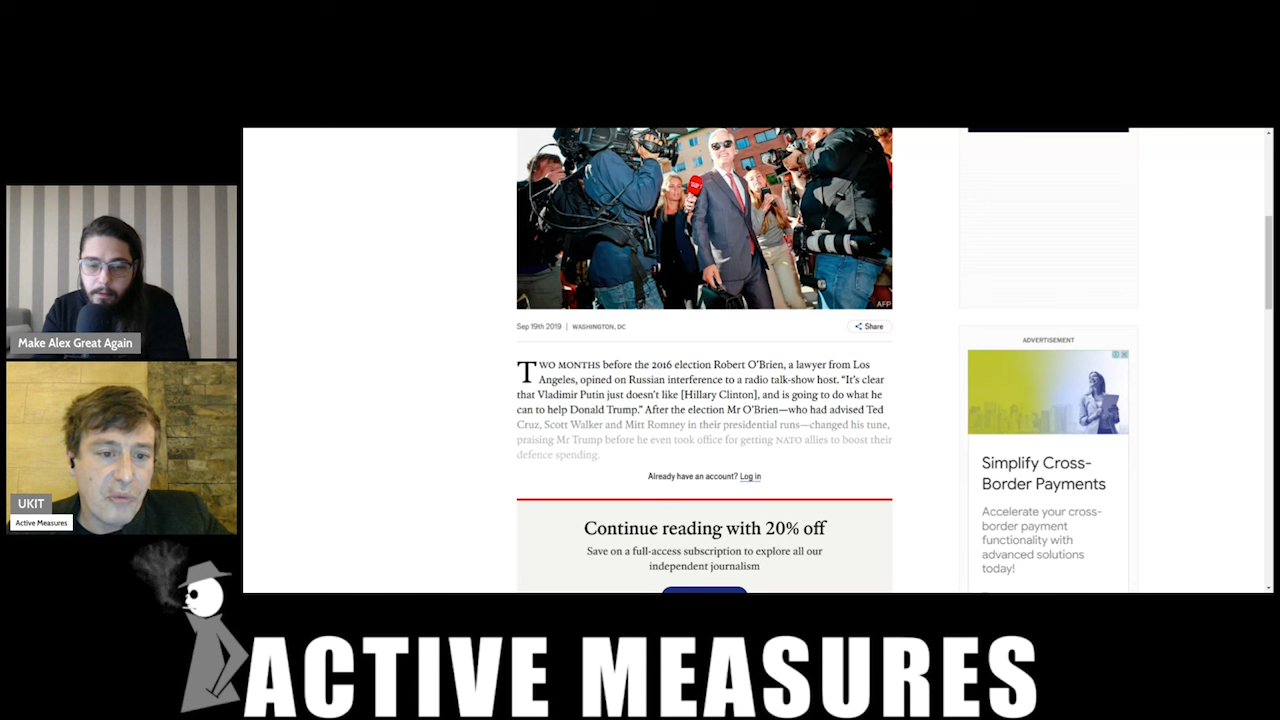 AFP
Sep 19th 2019 | WASHINGTON, DC
Share
TWO MONTHS before the 2016 election Robert O'Brien, a lawyer from Los
Angeles, opined on Russian interference to a radio talk-show host. “It's clear
that Vladimir Putin just doesn't like [Hillary Clinton], and is going to do what he
can to help Donald Trump.” After the election Mr O'Brien—who had advised Ted
Cruz, Scott Walker and Mitt Romney in their presidential runs—changed his tune,
praising Mr Trump before he even took office for getting NATO allies to boost their
defence spending.
Already have an account? Log in
Continue reading with 20% off
Save on a full-access subscription to explore all our
independent journalism
ADVERTISEMENT
Simplify Cross-
Border Payments
Accelerate your cross-
border payment
functionality with
advanced solutions
today!
Make Alex Great Again
UKIT
Active Measures
ACTIVE MEASURES